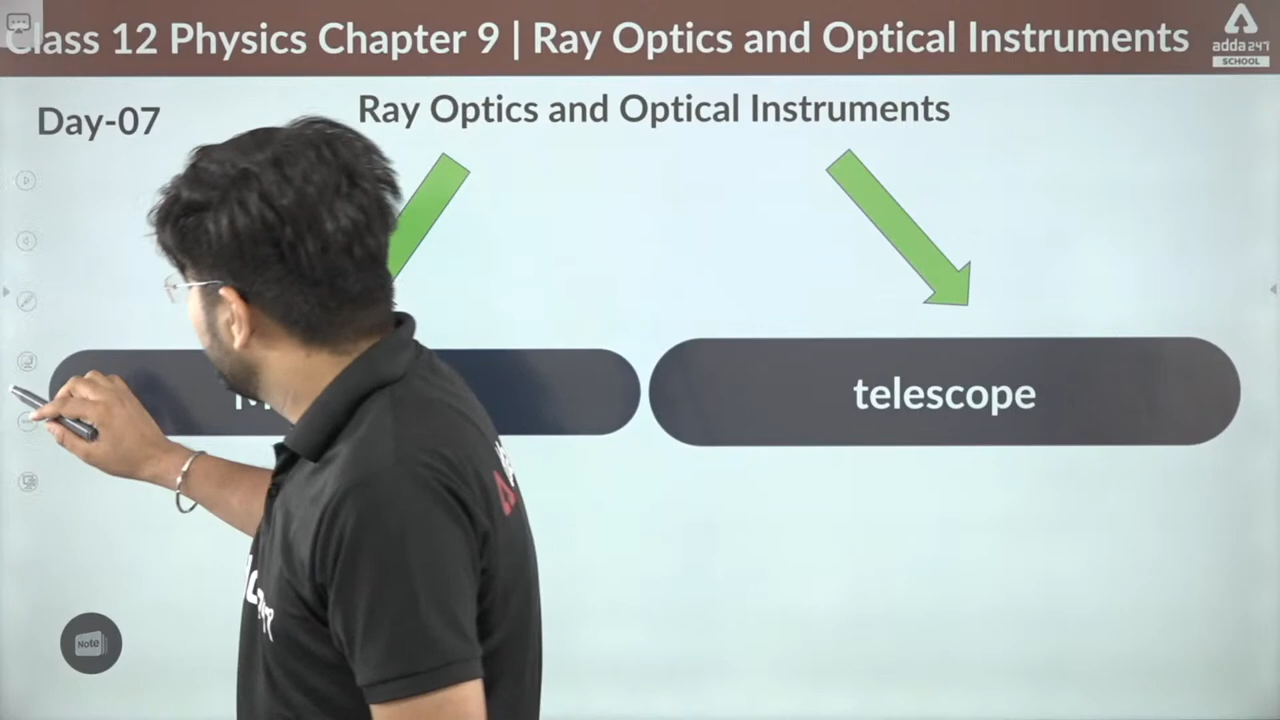 Class 12 Physics Chapter 9 | Ray Optics and Optical Instruments
adda247
SCHOOL
Day-07
Ray Optics and Optical Instruments
telescope
Note